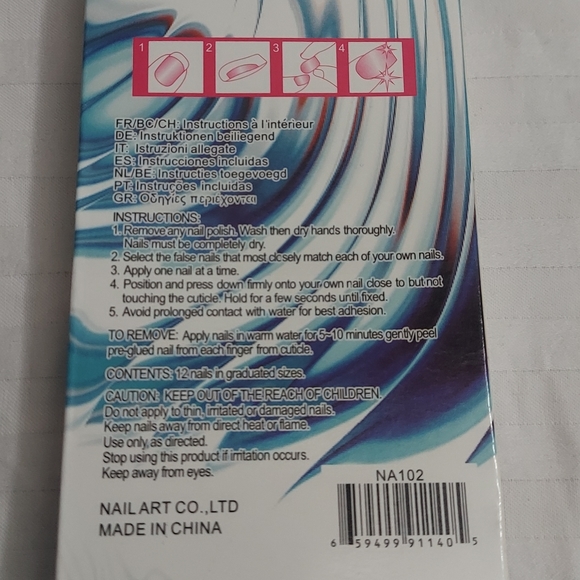 1 2 3 4
FR/BC/CH: Instructions à l'intérieur
DE: Instruktionen beiliegend
IT: Istruzioni allegate
ES: Instrucciones incluidas
NL/BE: Instructies toegevoegd
PT: Instruções incluidas
GR: Οδηγίες περιέχονται
INSTRUCTIONS:
1. Remove any nail polish. Wash then dry hands thoroughly.
Nails must be completely dry.
2. Select the false nails that most closely match each of your own nails.
3. Apply one nail at a time.
4. Position and press down firmly onto your own nail close to but not
touching the cuticle. Hold for a few seconds until fixed.
5. Avoid prolonged contact with water for best adhesion.
TO REMOVE: Apply nails in warm water for 5-10 minutes gently peel
pre-glued nail from each finger from cuticle.
CONTENTS: 12 nails in graduated sizes.
CAUTION: KEEP OUT OF THE REACH OF CHILDREN.
Do not apply to thin, irritated or damaged nails.
Keep nails away from direct heat or flame.
Use only as directed.
Stop using this product if irritation occurs.
Keep away from eyes.
NAIL ART CO.,LTD
MADE IN CHINA
NA102
6 59499 91140 5